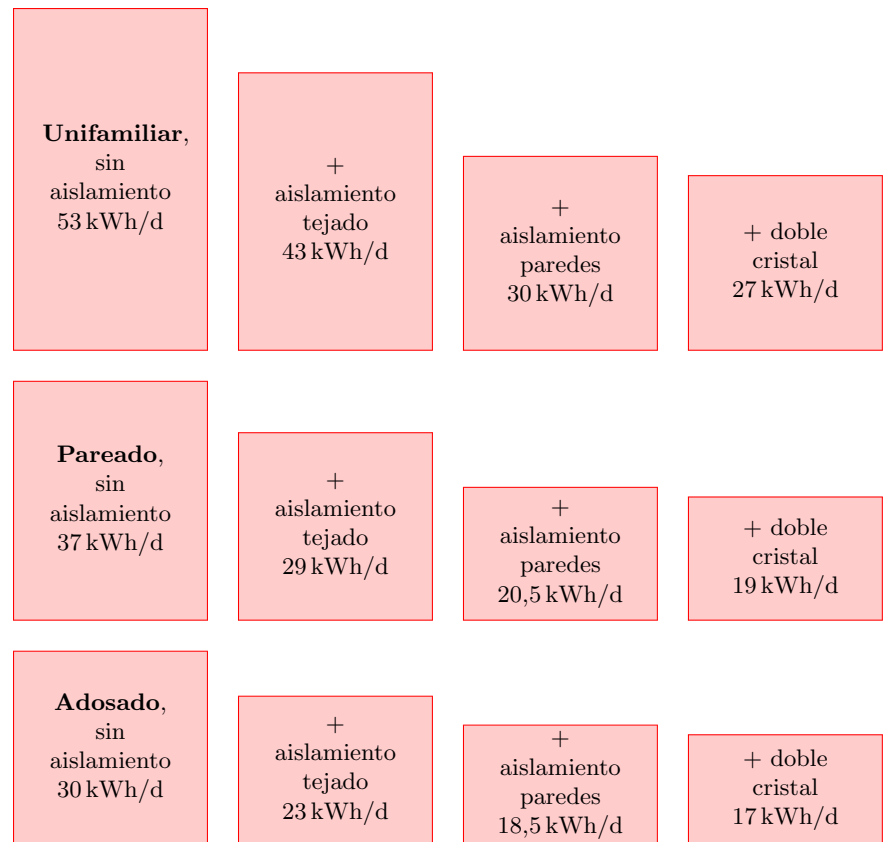 Unifamiliar,
sin
aislamiento
53 kWh/d
+
aislamiento
tejado
43 kWh/d
+
aislamiento
paredes
30 kWh/d
+ doble
cristal
27 kWh/d
Pareado,
sin
aislamiento
37 kWh/d
+
aislamiento
tejado
29 kWh/d
+
aislamiento
paredes
20,5 kWh/d
+ doble
cristal
19 kWh/d
Adosado,
sin
aislamiento
30 kWh/d
+
aislamiento
tejado
23 kWh/d
+
aislamiento
paredes
18,5 kWh/d
+ doble
cristal
17 kWh/d